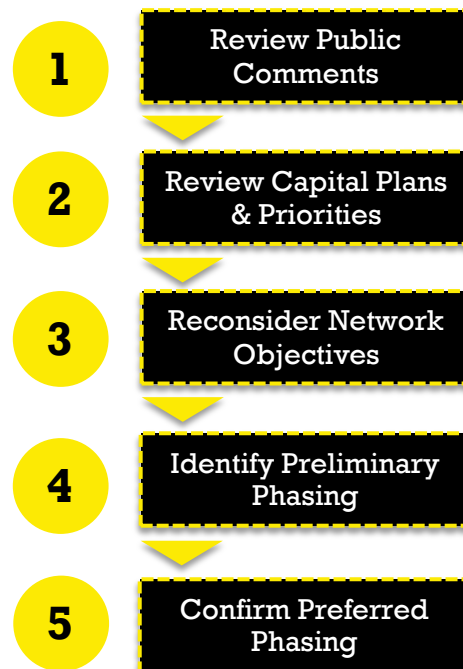 1
Review Public
Comments
2
Review Capital Plans
& Priorities
3
Reconsider Network
Objectives
4
Identify Preliminary
Phasing
5
Confirm Preferred
Phasing